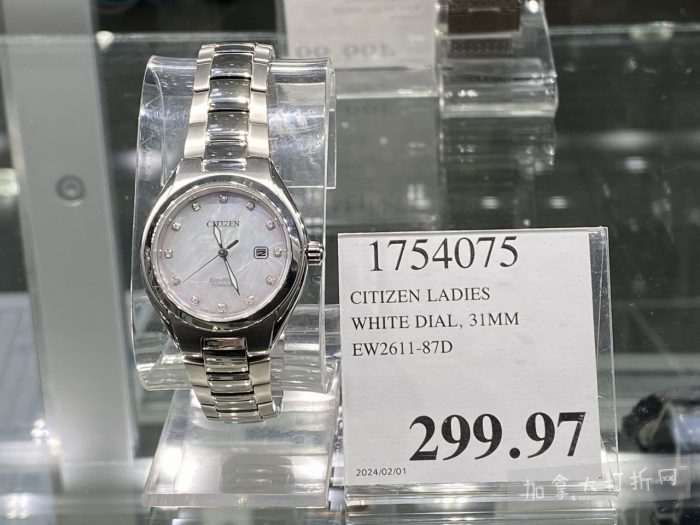 CITIZEN
1754075
CITIZEN LADIES
WHITE DIAL, 31MM
EW2611-87D
299.97
2024/02/01
加拿大打折网